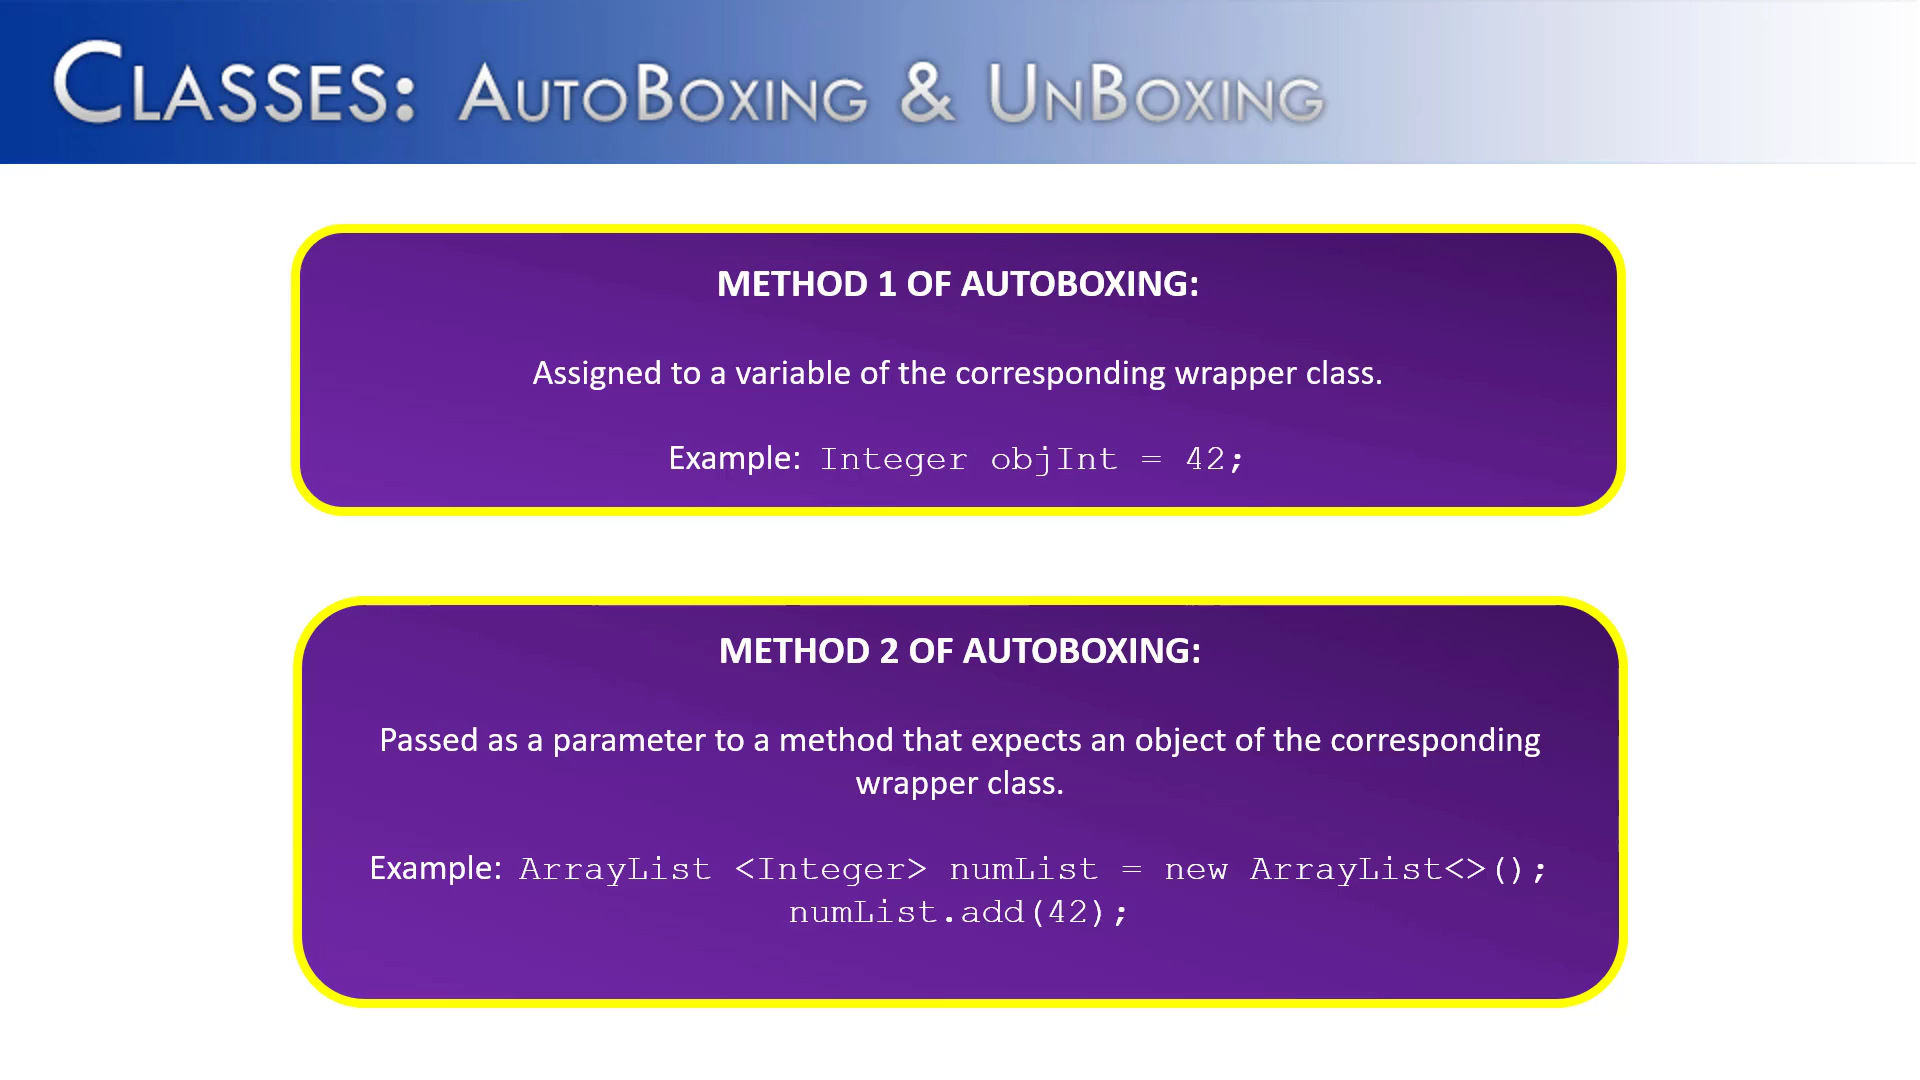 Classes: AutoBoxing & UnBoxing
METHOD 1 OF AUTOBOXING:
Assigned to a variable of the corresponding wrapper class.
Example: Integer objInt = 42;
METHOD 2 OF AUTOBOXING:
Passed as a parameter to a method that expects an object of the corresponding
wrapper class.
Example: ArrayList <Integer> numList = new ArrayList<>();
numList.add(42);